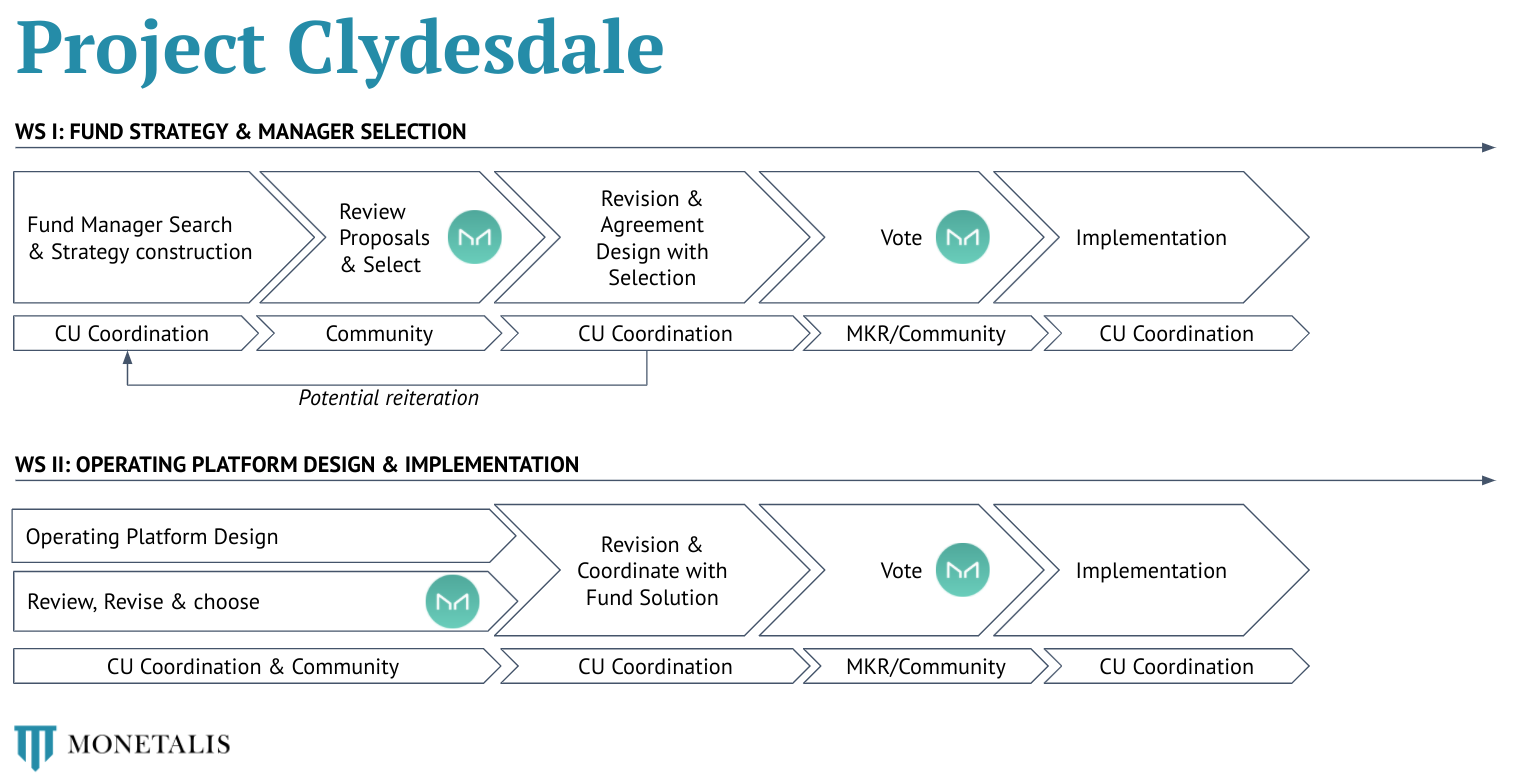 Project Clydesdale
WS I: FUND STRATEGY & MANAGER SELECTION
Fund Manager Search
& Strategy construction
Review
Proposals
& Select
Revision &
Agreement
Design with
Selection
Vote
Implementation
CU Coordination
Community
CU Coordination
MKR/Community
CU Coordination
Potential reiteration
WS II: OPERATING PLATFORM DESIGN & IMPLEMENTATION
Operating Platform Design
Review, Revise & choose
Revision &
Coordinate with
Fund Solution
Vote
Implementation
CU Coordination & Community
CU Coordination
MKR/Community
CU Coordination
MONETALIS